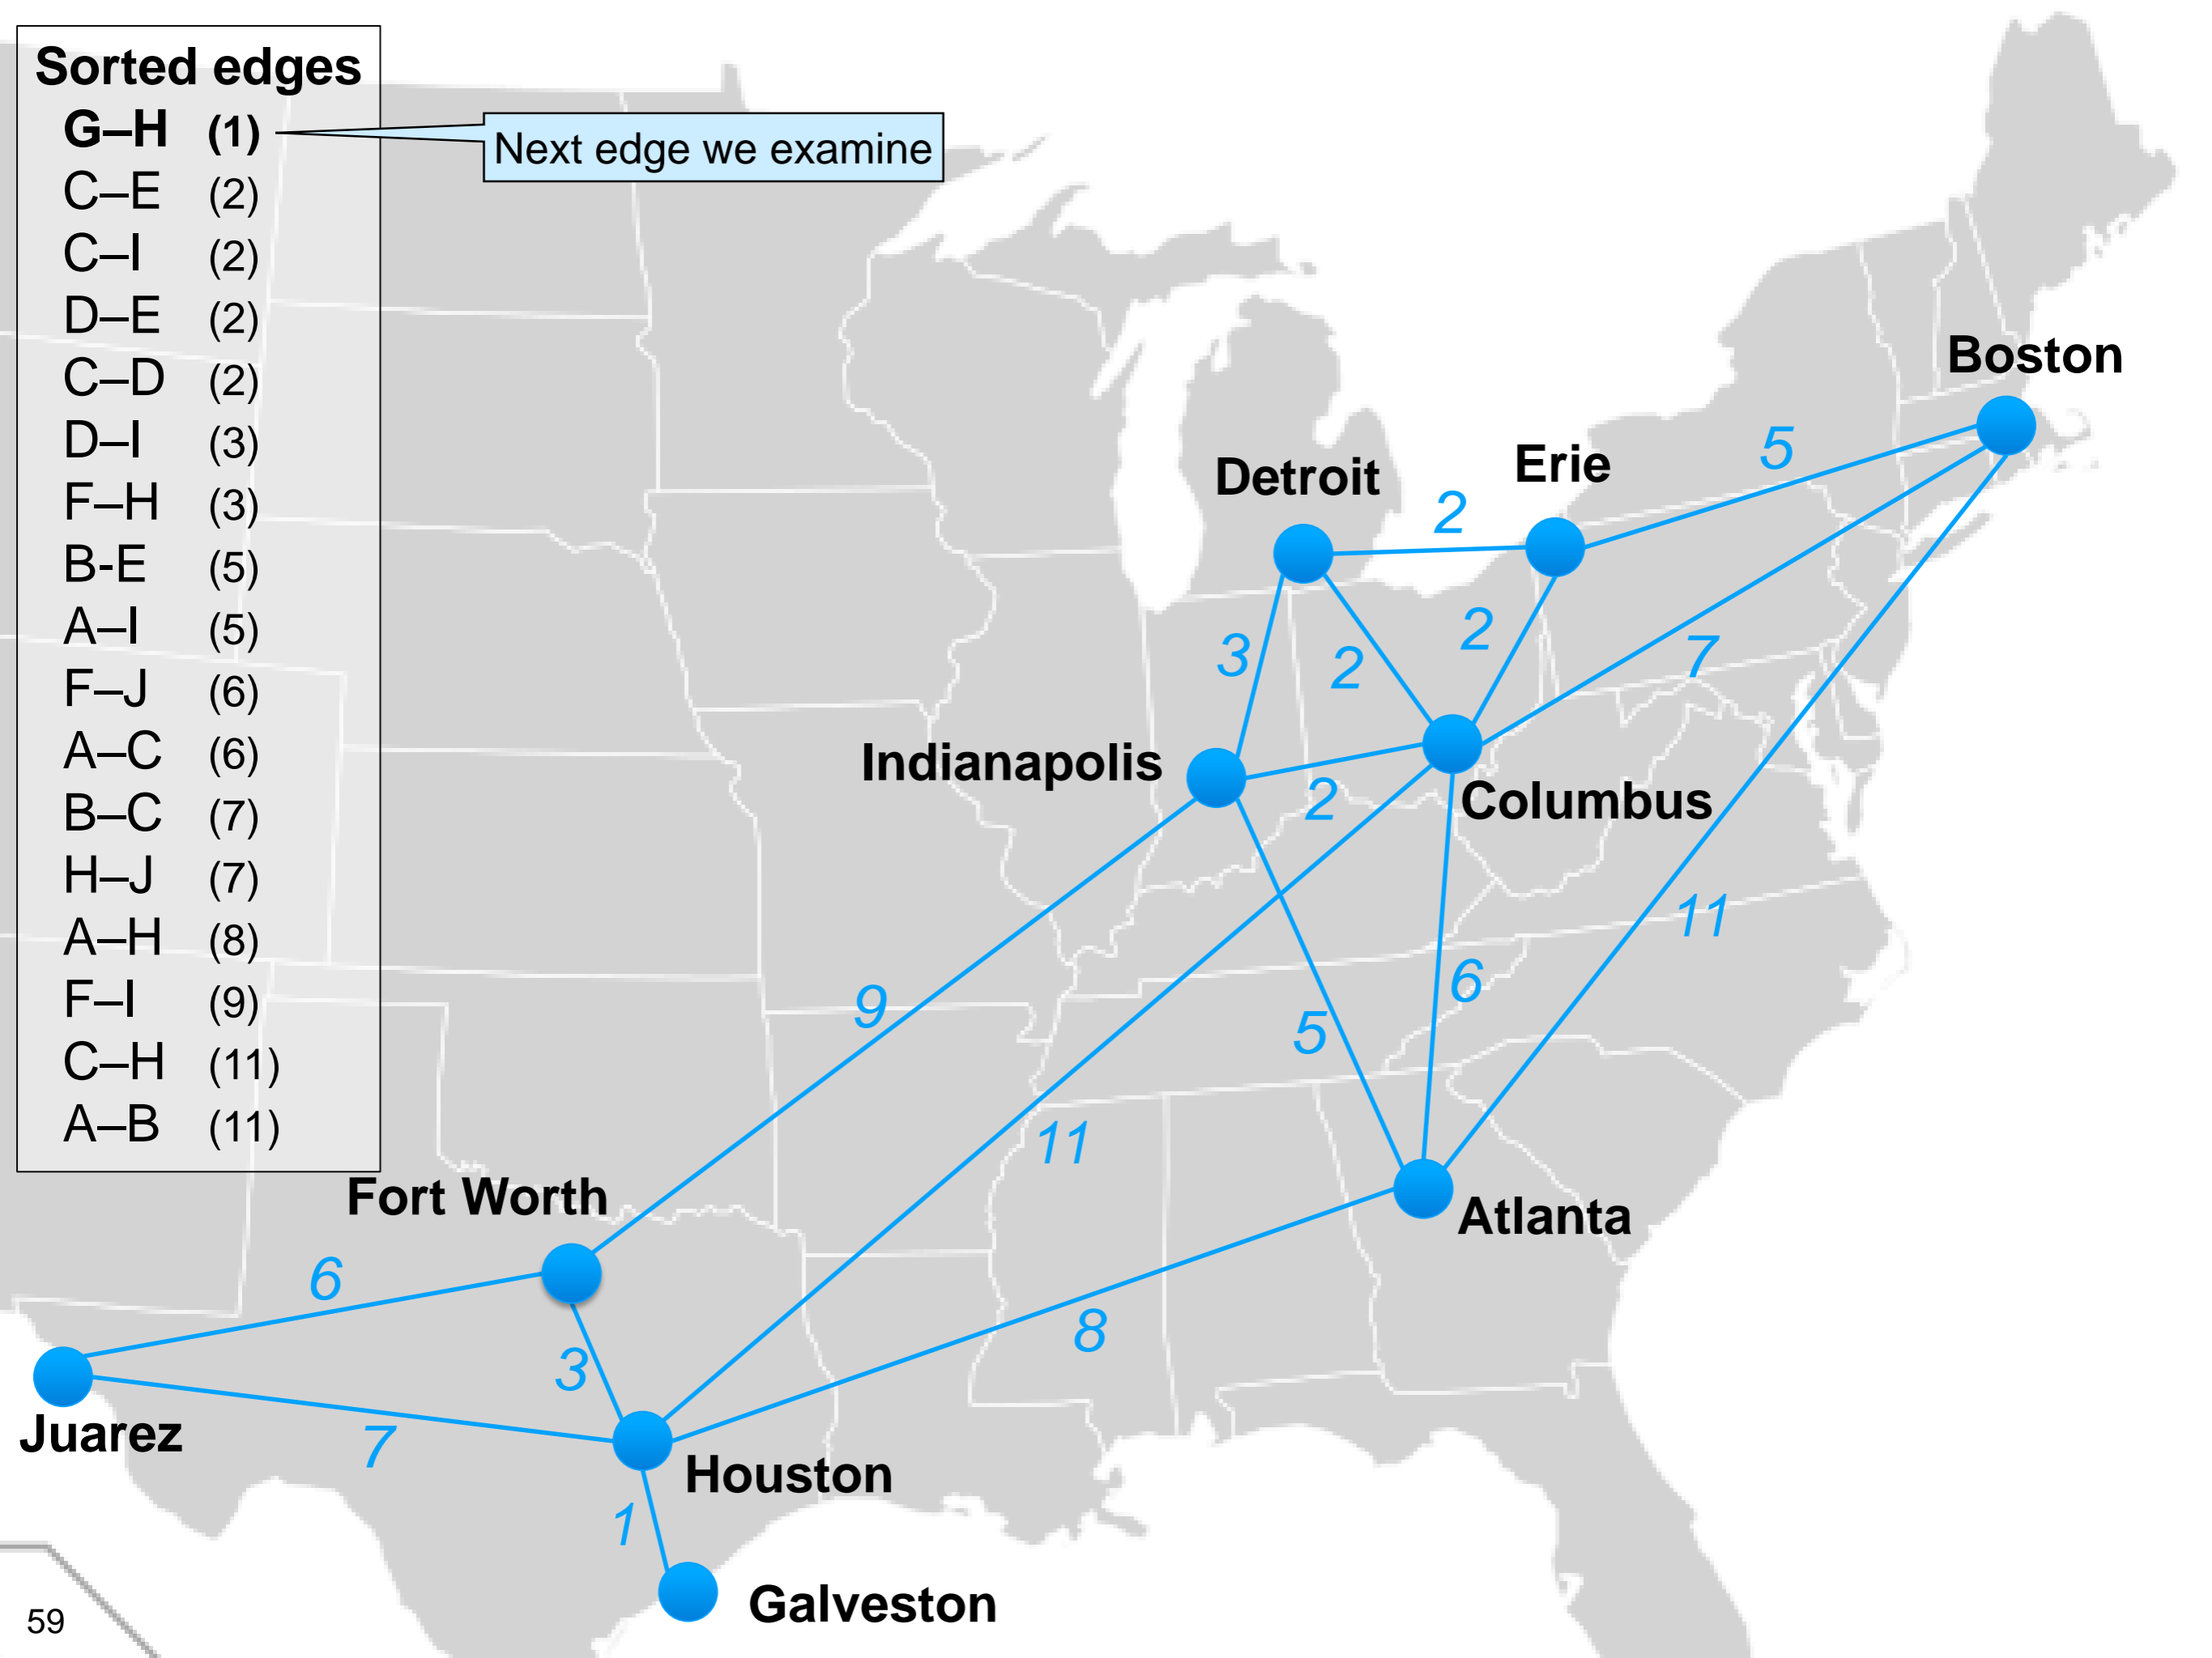 Sorted edges
G–H (1)
Next edge we examine
C–E (2)
C–I (2)
D–E (2)
C–D (2)
D–I (3)
F–H (3)
B-E (5)
A–I (5)
F–J (6)
A–C (6)
B–C (7)
H–J (7)
A–H (8)
F–I (9)
C–H (11)
A–B (11)
Boston
5
Erie
Detroit
2
2
3
2
7
Indianapolis
2
Columbus
11
6
9
5
11
Fort Worth
Atlanta
6
8
3
Juarez
7
Houston
1
Galveston
59